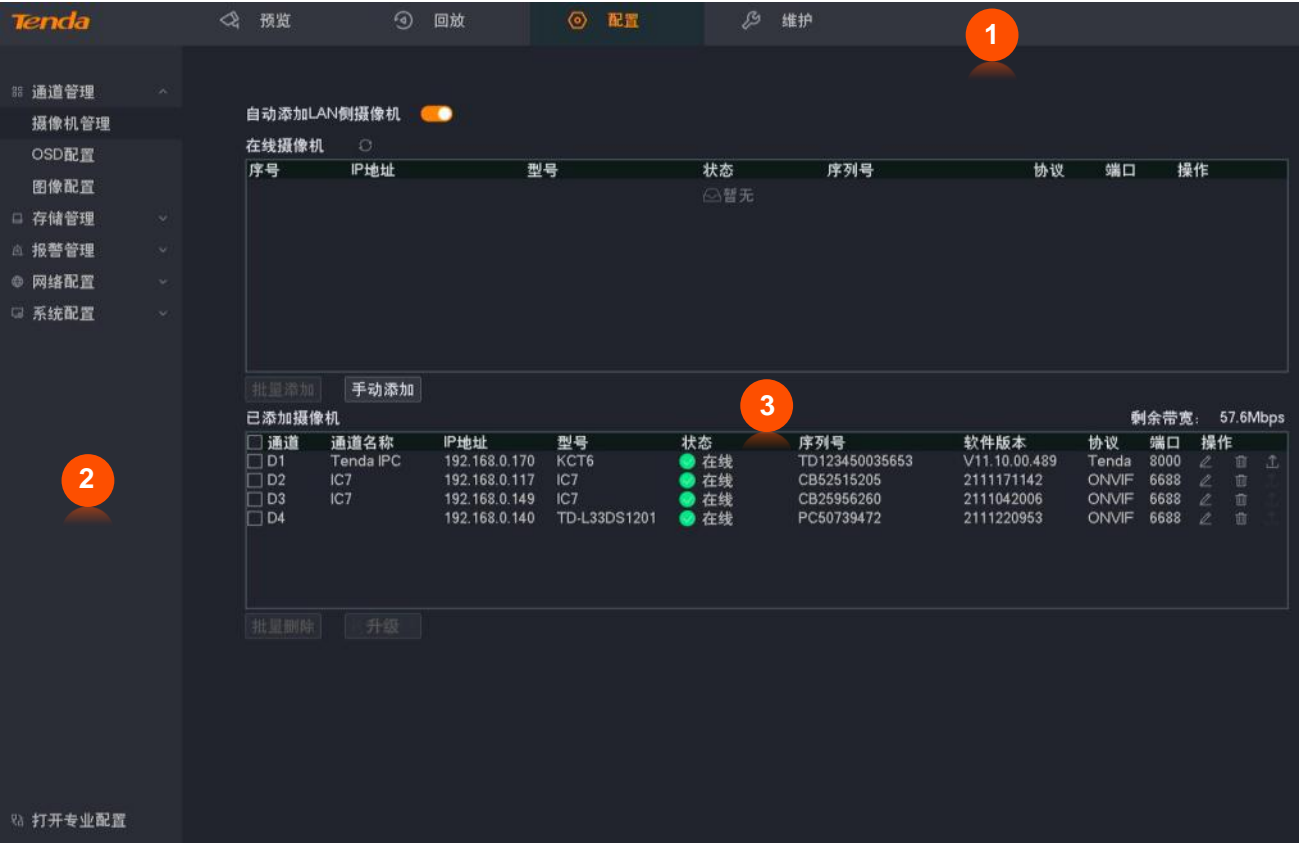 Tenda 预览 回放 配置 维护
1
通道管理
摄像机管理
OSD配置
图像配置
存储管理
报警管理
网络配置
系统配置
2
打开专业配置
自动添加LAN侧摄像机
在线摄像机
序号 IP地址 型号 状态 序列号 协议 端口 操作
暂无
批量添加 手动添加
已添加摄像机 3 剩余带宽： 57.6Mbps
通道 通道名称 IP地址 型号 状态 序列号 软件版本 协议 端口 操作
D1 Tenda IPC 192.168.0.170 KCT6 在线 TD123450035653 V11.10.00.489 Tenda 8000
D2 IC7 192.168.0.117 IC7 在线 CB52515205 2111171142 ONVIF 6688
D3 IC7 192.168.0.149 IC7 在线 CB25956260 2111042006 ONVIF 6688
D4 192.168.0.140 TD-L33DS1201 在线 PC50739472 2111220953 ONVIF 6688
批量删除 升级